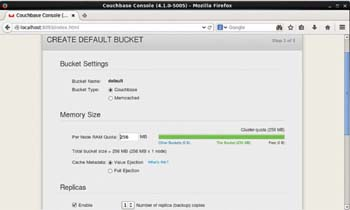 Couchbase Console (4.1.0-5005) - Mozilla Firefox
Couchbase Console (4....
localhost:8091/index.html
Google
CREATE DEFAULT BUCKET
Step 3 of 5
Bucket Settings
Bucket Name: default
Bucket Type: Couchbase
Memcached
Memory Size
Cluster quota (256 MB)
Per Node RAM Quota: 256 MB
Other Buckets (0 B) This Bucket (256 MB) Free (0 B)
Total bucket size = 256 MB (256 MB x 1 node)
Cache Metadata: Value Ejection What's this?
Full Ejection
Replicas
Enable 1 Number of replica (backup) copies